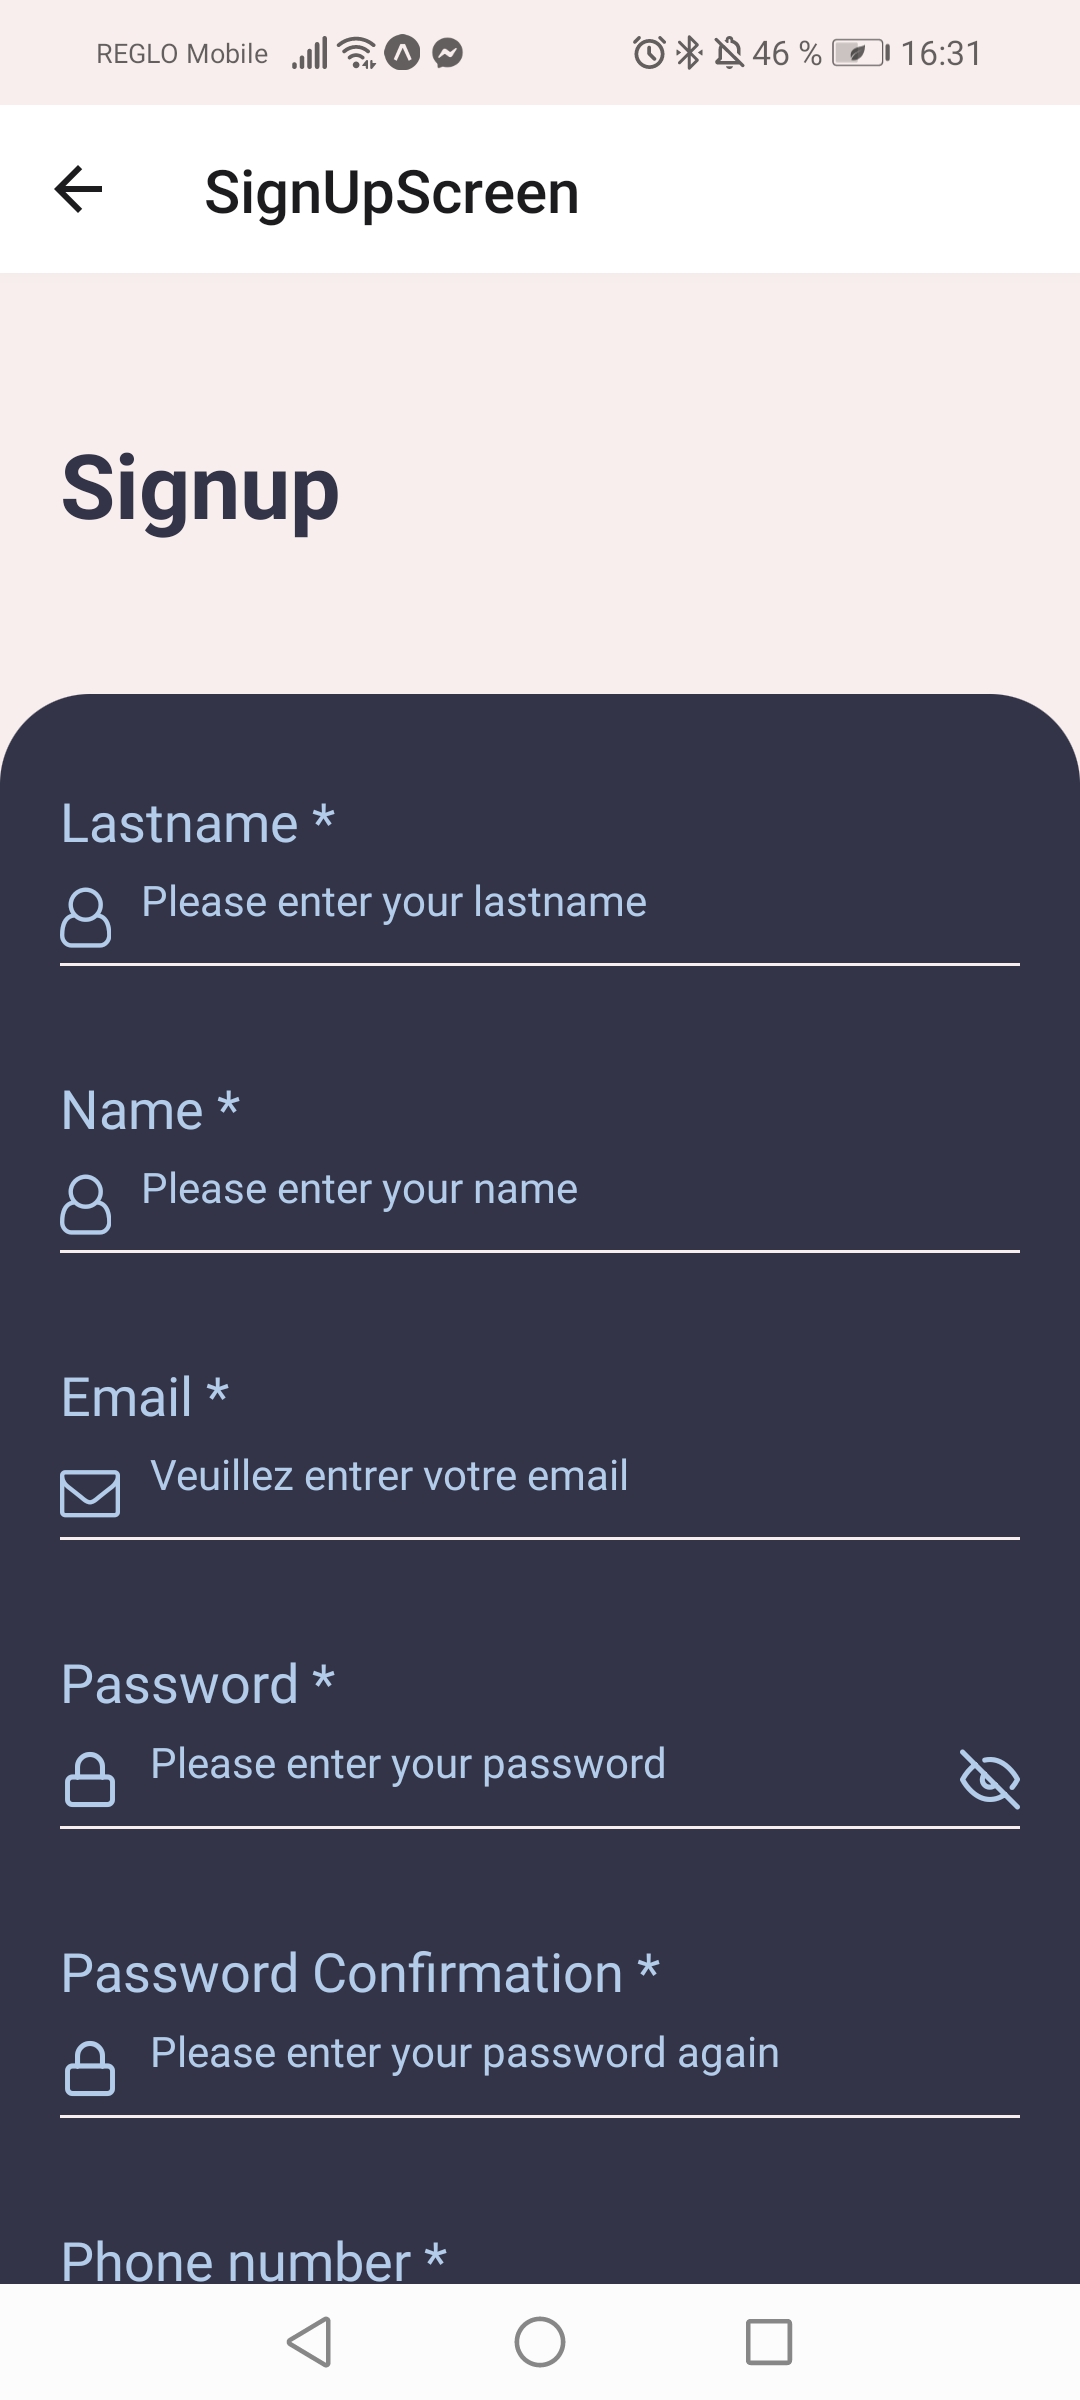 REGLO Mobile 46 % 16:31
SignUpScreen
Signup
Lastname *
Please enter your lastname
Name *
Please enter your name
Email *
Veuillez entrer votre email
Password *
Please enter your password
Password Confirmation *
Please enter your password again
Phone number *